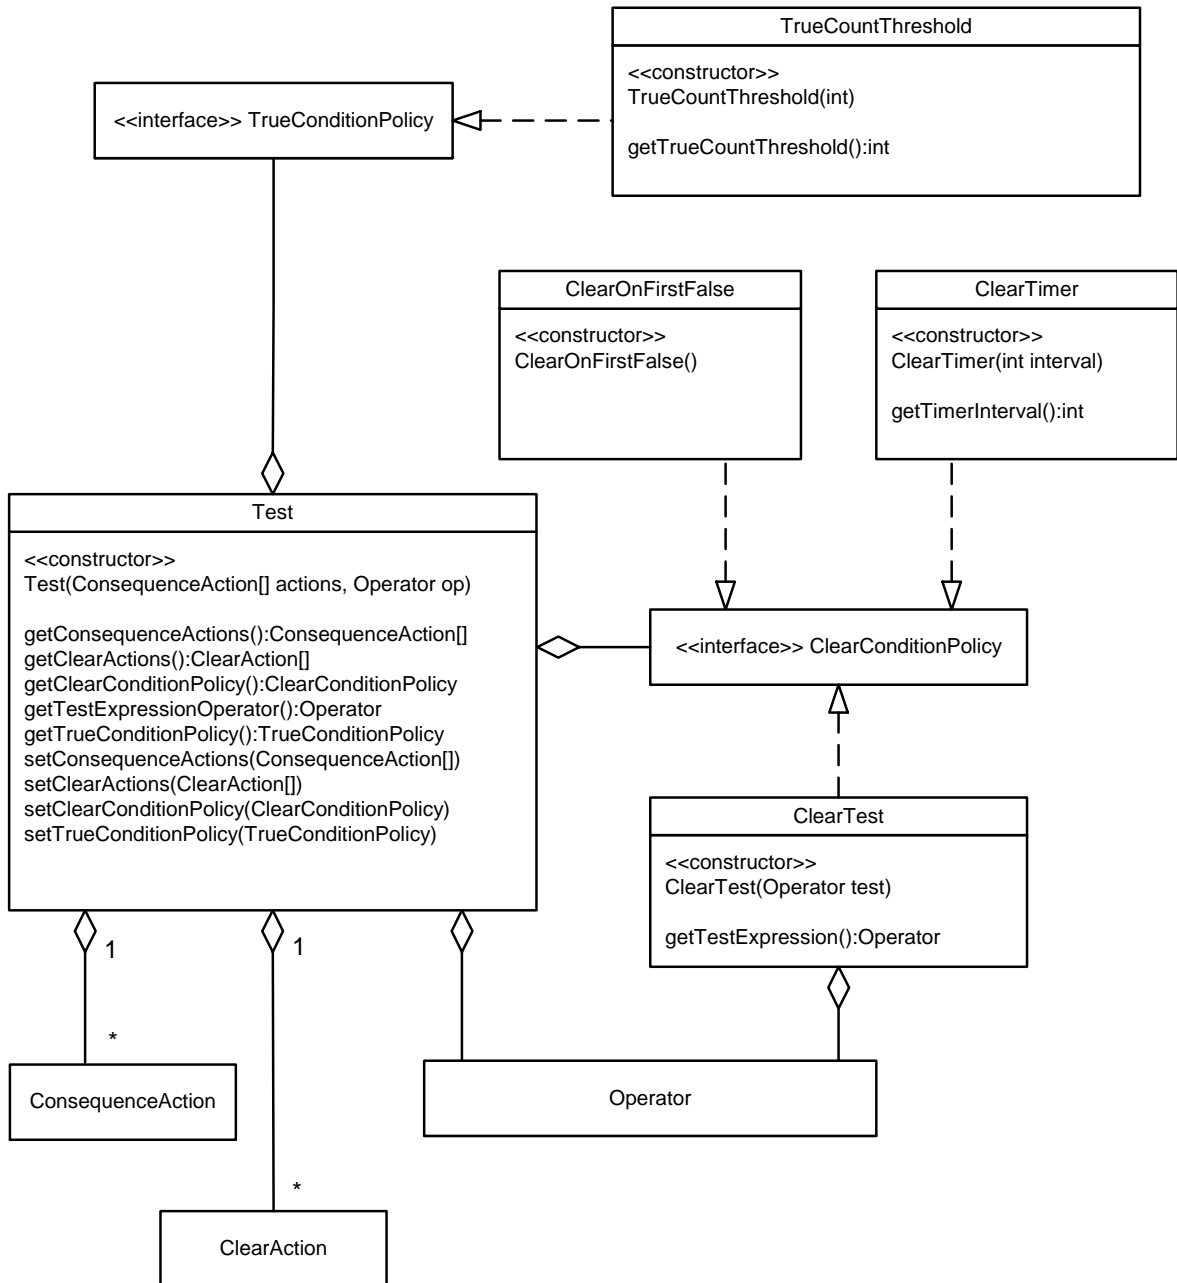 TrueCountThreshold
<<constructor>>
TrueCountThreshold(int)
getTrueCountThreshold():int
<<interface>> TrueConditionPolicy
ClearOnFirstFalse
<<constructor>>
ClearOnFirstFalse()
ClearTimer
<<constructor>>
ClearTimer(int interval)
getTimerInterval():int
Test
<<constructor>>
Test(ConsequenceAction[] actions, Operator op)
getConsequenceActions():ConsequenceAction[]
getClearActions():ClearAction[]
getClearConditionPolicy():ClearConditionPolicy
getTestExpressionOperator():Operator
getTrueConditionPolicy():TrueConditionPolicy
setConsequenceActions(ConsequenceAction[])
setClearActions(ClearAction[])
setClearConditionPolicy(ClearConditionPolicy)
setTrueConditionPolicy(TrueConditionPolicy)
<<interface>> ClearConditionPolicy
ClearTest
<<constructor>>
ClearTest(Operator test)
getTestExpression():Operator
1
1
*
ConsequenceAction
Operator
*
ClearAction